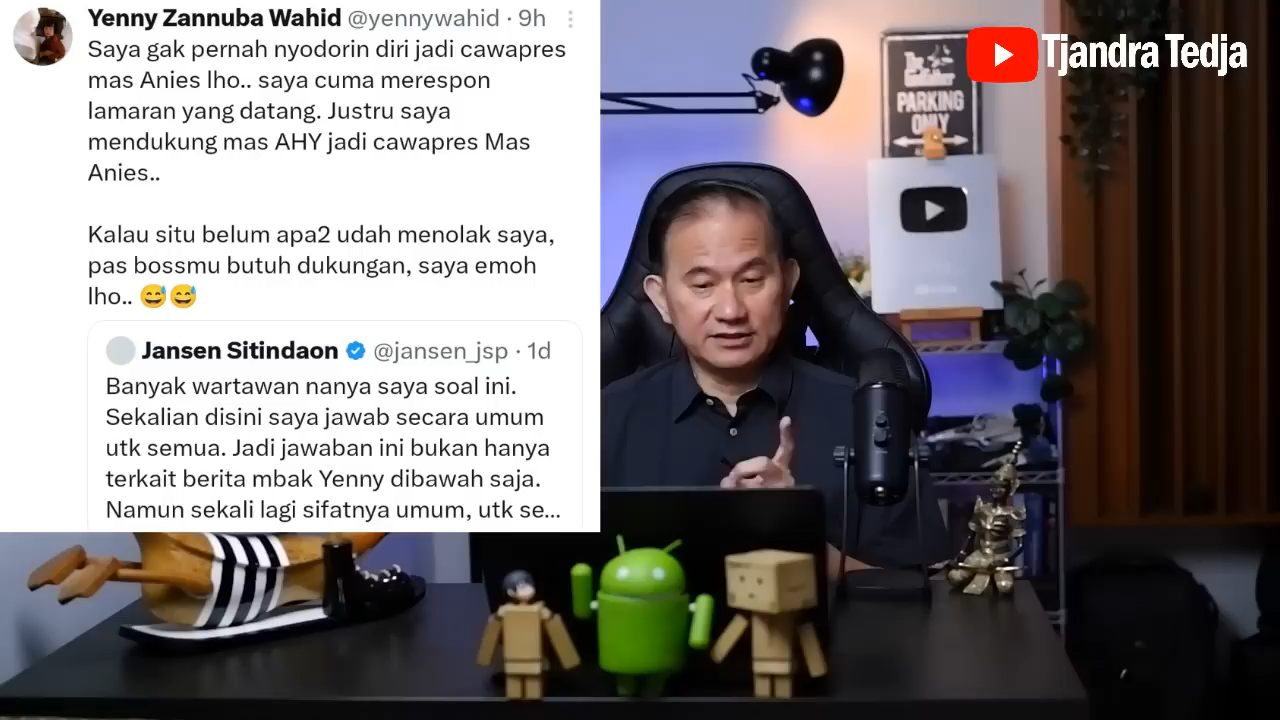 Yenny Zannuba Wahid @yennywahid · 9h
Saya gak pernah nyodorin diri jadi cawapres
mas Anies lho.. saya cuma merespon
lamaran yang datang. Justru saya
mendukung mas AHY jadi cawapres Mas
Anies..
Kalau situ belum apa2 udah menolak saya,
pas bossmu butuh dukungan, saya emoh
lho.. 😅😅
Jansen Sitindaon @jansen_jsp · 1d
Banyak wartawan nanya saya soal ini.
Sekalian disini saya jawab secara umum
utk semua. Jadi jawaban ini bukan hanya
terkait berita mbak Yenny dibawah saja.
Namun sekali lagi sifatnya umum, utk se...
Tjandra Tedja
The
Godfather
PARKING
ONLY